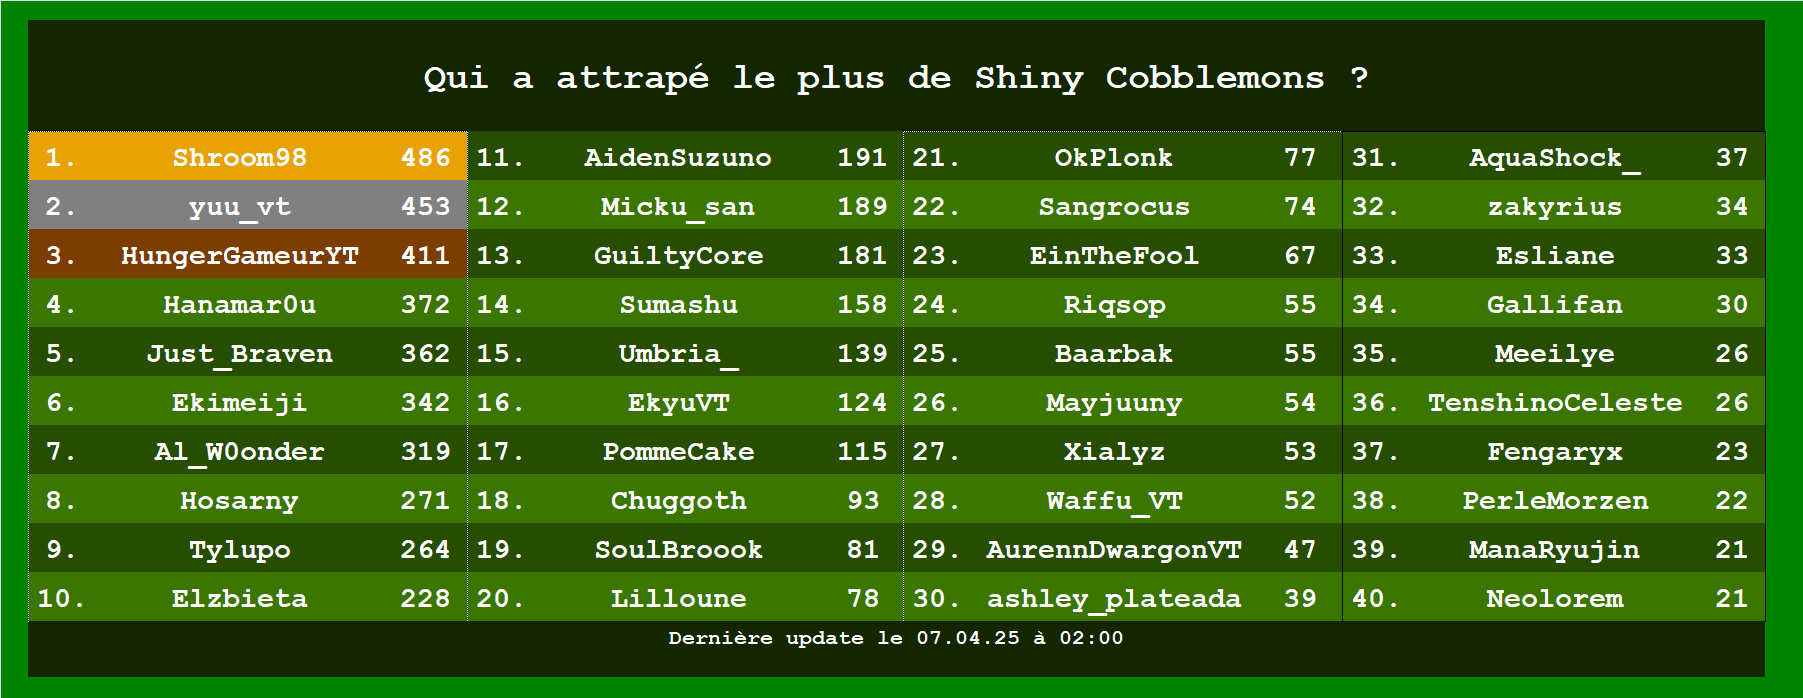 Qui a attrapé le plus de Shiny Cobblemons ?
1. Shroom98 486 11. AidenSuzuno 191 21. OkPlonk 77 31. AquaShock_ 37
2. yuu_vt 453 12. Micku_san 189 22. Sangrocus 74 32. zakyrius 34
3. HungerGameurYT 411 13. GuiltyCore 181 23. EinTheFool 67 33. Esliane 33
4. Hanamar0u 372 14. Sumashu 158 24. Riqsop 55 34. Gallifan 30
5. Just_Braven 362 15. Umbria_ 139 25. Baarbak 55 35. Meeilye 26
6. Ekimeiji 342 16. EkyuVT 124 26. Mayjuuny 54 36. TenshinoCeleste 26
7. Al_W0onder 319 17. PommeCake 115 27. Xialyz 53 37. Fengaryx 23
8. Hosarny 271 18. Chuggoth 93 28. Waffu_VT 52 38. PerleMorzen 22
9. Tylupo 264 19. SoulBroook 81 29. AurennDwargonVT 47 39. ManaRyujin 21
10. Elzbieta 228 20. Lilloune 78 30. ashley_plateada 39 40. Neolorem 21
Dernière update le 07.04.25 à 02:00